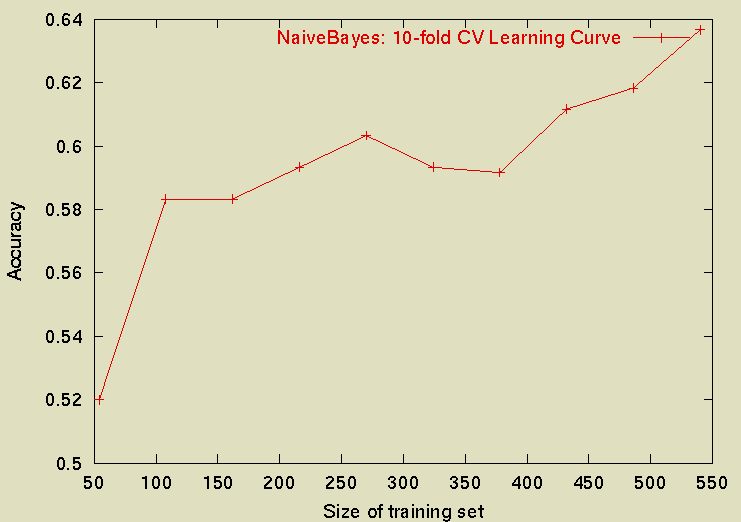 0.64
NaiveBayes: 10-fold CV Learning Curve
0.62
0.6
0.58
Accuracy
0.56
0.54
0.52
0.5
50 100 150 200 250 300 350 400 450 500 550
Size of training set